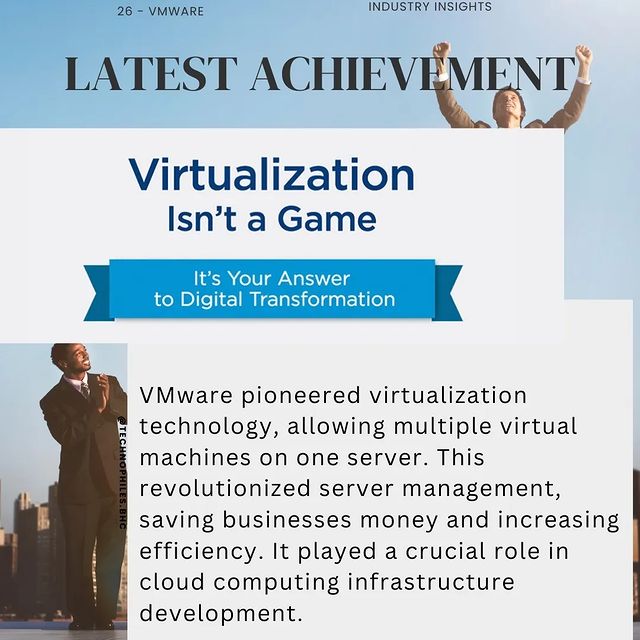 26 - VMWARE
INDUSTRY INSIGHTS
LATEST ACHIEVEMENT
Virtualization
Isn't a Game
It's Your Answer
to Digital Transformation
@TECHNOPHILES.BHC
VMware pioneered virtualization
technology, allowing multiple virtual
machines on one server. This
revolutionized server management,
saving businesses money and increasing
efficiency. It played a crucial role in
cloud computing infrastructure
development.